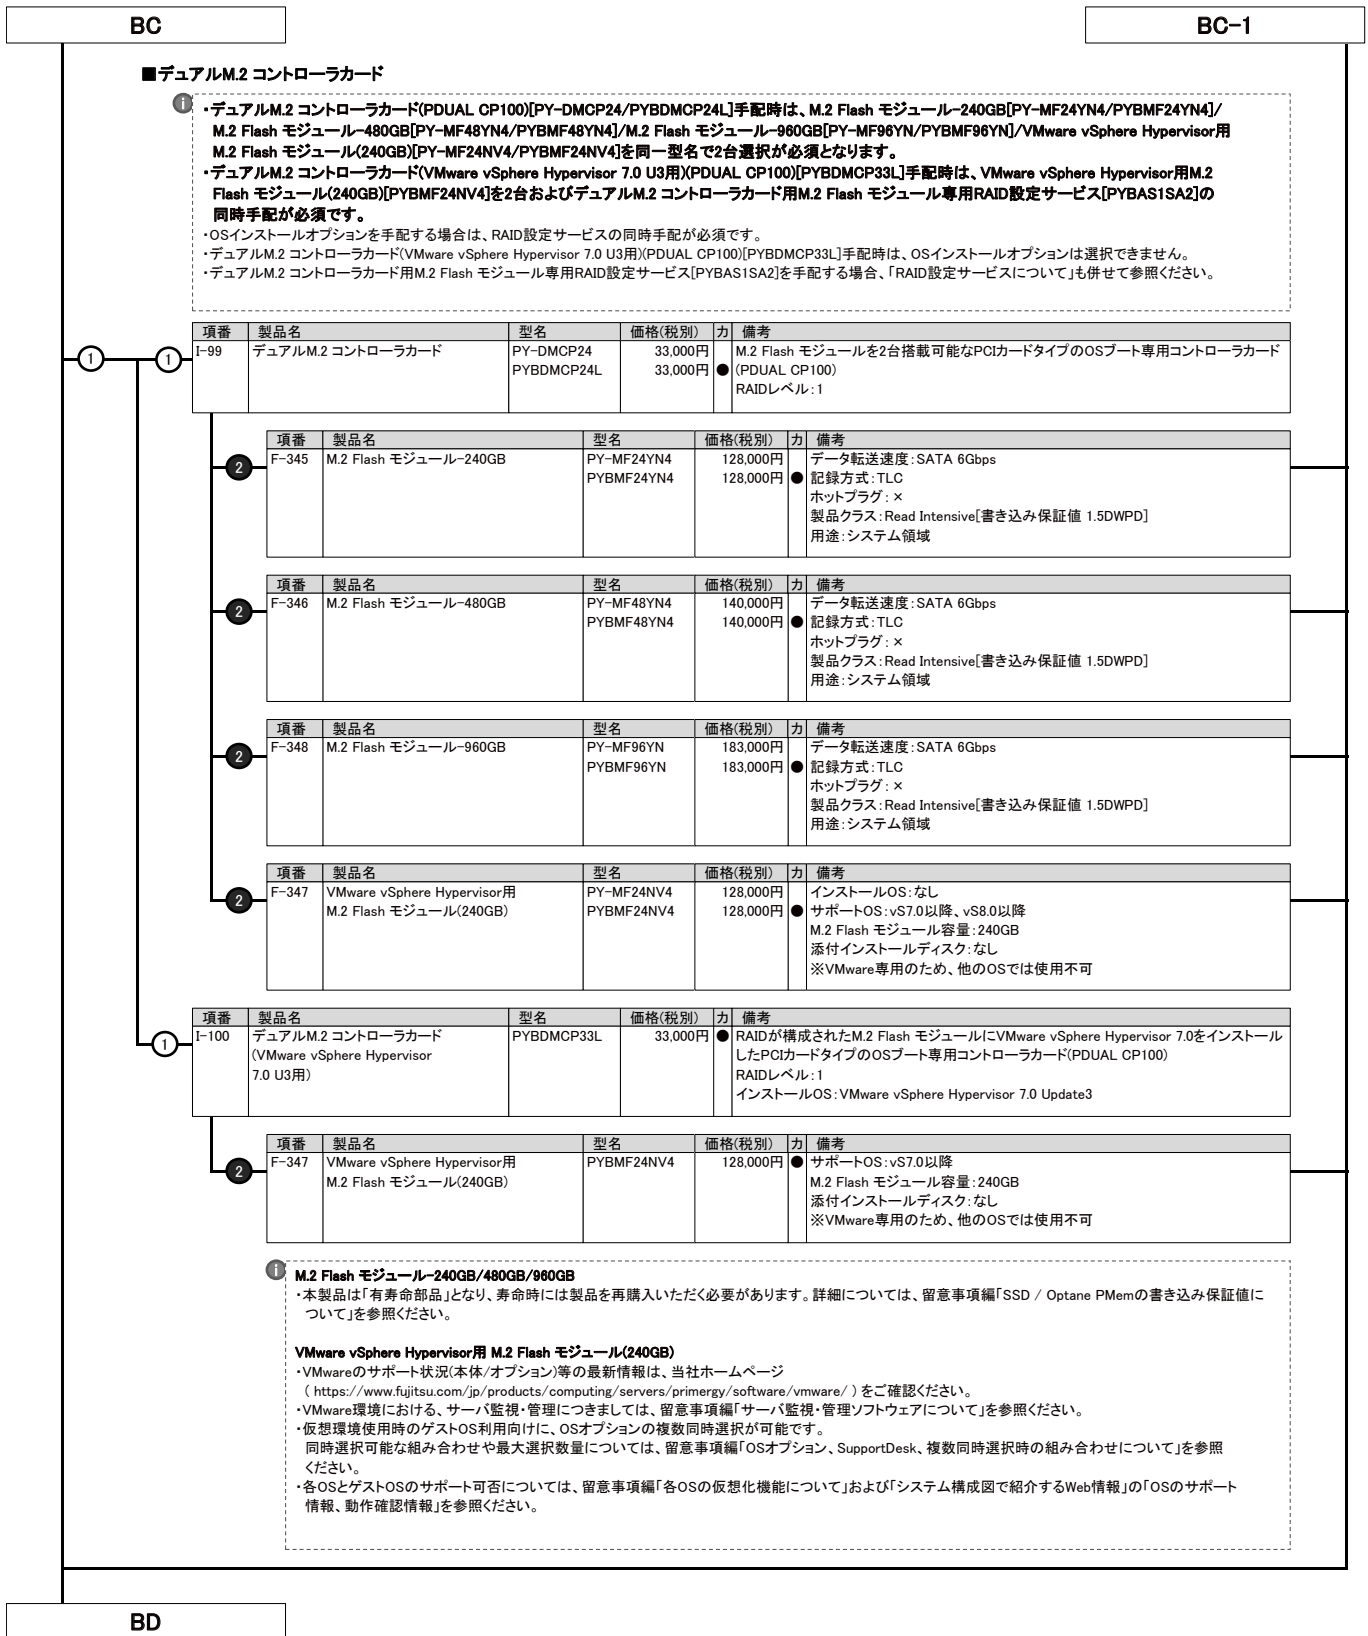 BC
BC-1
■デュアルM.2 コントローラカード
・デュアルM.2 コントローラカード(PDUAL CP100)[PY-DMCP24/PYBDMCP24L]手配時は、M.2 Flash モジュール-240GB[PY-MF24YN4/PYBMF24YN4]/
M.2 Flash モジュール-480GB[PY-MF48YN4/PYBMF48YN4]/M.2 Flash モジュール-960GB[PY-MF96YN/PYBMF96YN]/VMware vSphere Hypervisor用
M.2 Flash モジュール(240GB)[PY-MF24NV4/PYBMF24NV4]を同一型名で2台選択が必須となります。
・デュアルM.2 コントローラカード(VMware vSphere Hypervisor 7.0 U3用)(PDUAL CP100)[PYBDMCP33L]手配時は、VMware vSphere Hypervisor用M.2
Flash モジュール(240GB)[PYBMF24NV4]を2台およびデュアルM.2 コントローラカード用M.2 Flash モジュール専用RAID設定サービス[PYBAS1SA2]の
同時手配が必須です。
・OSインストールオプションを手配する場合は、RAID設定サービスの同時手配が必須です。
・デュアルM.2 コントローラカード(VMware vSphere Hypervisor 7.0 U3用)(PDUAL CP100)[PYBDMCP33L]手配時は、OSインストールオプションは選択できません。
・デュアルM.2 コントローラカード用M.2 Flash モジュール専用RAID設定サービス[PYBAS1SA2]を手配する場合、「RAID設定サービスについて」も併せて参照ください。
項番 製品名 型名 価格(税別) カ 備考
1 1 I-99 デュアルM.2 コントローラカード PY-DMCP24 33,000円 M.2 Flash モジュールを2台搭載可能なPCIカードタイプのOSブート専用コントローラカード
PYBDMCP24L 33,000円 ● (PDUAL CP100)
RAIDレベル:1
項番 製品名 型名 価格(税別) カ 備考
2 F-345 M.2 Flash モジュール-240GB PY-MF24YN4 128,000円 データ転送速度:SATA 6Gbps
PYBMF24YN4 128,000円 ● 記録方式:TLC
ホットプラグ:×
製品クラス:Read Intensive[書き込み保証値 1.5DWPD]
用途:システム領域
項番 製品名 型名 価格(税別) カ 備考
2 F-346 M.2 Flash モジュール-480GB PY-MF48YN4 140,000円 データ転送速度:SATA 6Gbps
PYBMF48YN4 140,000円 ● 記録方式:TLC
ホットプラグ:×
製品クラス:Read Intensive[書き込み保証値 1.5DWPD]
用途:システム領域
項番 製品名 型名 価格(税別) カ 備考
2 F-348 M.2 Flash モジュール-960GB PY-MF96YN 183,000円 データ転送速度:SATA 6Gbps
PYBMF96YN 183,000円 ● 記録方式:TLC
ホットプラグ:×
製品クラス:Read Intensive[書き込み保証値 1.5DWPD]
用途:システム領域
項番 製品名 型名 価格(税別) カ 備考
2 F-347 VMware vSphere Hypervisor用 PY-MF24NV4 128,000円 インストールOS:なし
M.2 Flash モジュール(240GB) PYBMF24NV4 128,000円 ● サポートOS:vS7.0以降、vS8.0以降
M.2 Flash モジュール容量:240GB
添付インストールディスク:なし
※VMware専用のため、他のOSでは使用不可
項番 製品名 型名 価格(税別) カ 備考
1 I-100 デュアルM.2 コントローラカード PYBDMCP33L 33,000円 ● RAIDが構成されたM.2 Flash モジュールにVMware vSphere Hypervisor 7.0をインストール
(VMware vSphere Hypervisor したPCIカードタイプのOSブート専用コントローラカード(PDUAL CP100)
7.0 U3用) RAIDレベル:1
インストールOS:VMware vSphere Hypervisor 7.0 Update3
項番 製品名 型名 価格(税別) カ 備考
2 F-347 VMware vSphere Hypervisor用 PYBMF24NV4 128,000円 ● サポートOS:vS7.0以降
M.2 Flash モジュール(240GB) M.2 Flash モジュール容量:240GB
添付インストールディスク:なし
※VMware専用のため、他のOSでは使用不可
M.2 Flash モジュール-240GB/480GB/960GB
・本製品は「有寿命部品」となり、寿命時には製品を再購入いただく必要があります。詳細については、留意事項編「SSD / Optane PMemの書き込み保証値に
ついて」を参照ください。
VMware vSphere Hypervisor用 M.2 Flash モジュール(240GB)
・VMwareのサポート状況(本体/オプション)等の最新情報は、当社ホームページ
( https://www.fujitsu.com/jp/products/computing/servers/primergy/software/vmware/ ) をご確認ください。
・VMware環境における、サーバ監視・管理につきましては、留意事項編「サーバ監視・管理ソフトウェアについて」を参照ください。
・仮想環境使用時のゲストOS利用向けに、OSオプションの複数同時選択が可能です。
同時選択可能な組み合わせや最大選択数量については、留意事項編「OSオプション、SupportDesk、複数同時選択時の組み合わせについて」を参照
ください。
・各OSとゲストOSのサポート可否については、留意事項編「各OSの仮想化機能について」および「システム構成図で紹介するWeb情報」の「OSのサポート
情報、動作確認情報」を参照ください。
BD